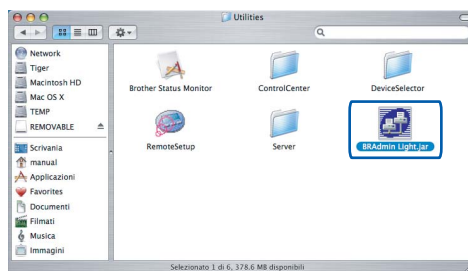 Utilities
Network
Tiger
Macintosh HD
Mac OS X
TEMP
REMOVABLE
Scrivania
manual
Applicazioni
Favorites
Documenti
Filmati
Musica
Immagini
Brother Status Monitor
ControlCenter
DeviceSelector
RemoteSetup
Server
BRAdmin Light.jar
Selezionato 1 di 6, 378.6 MB disponibili